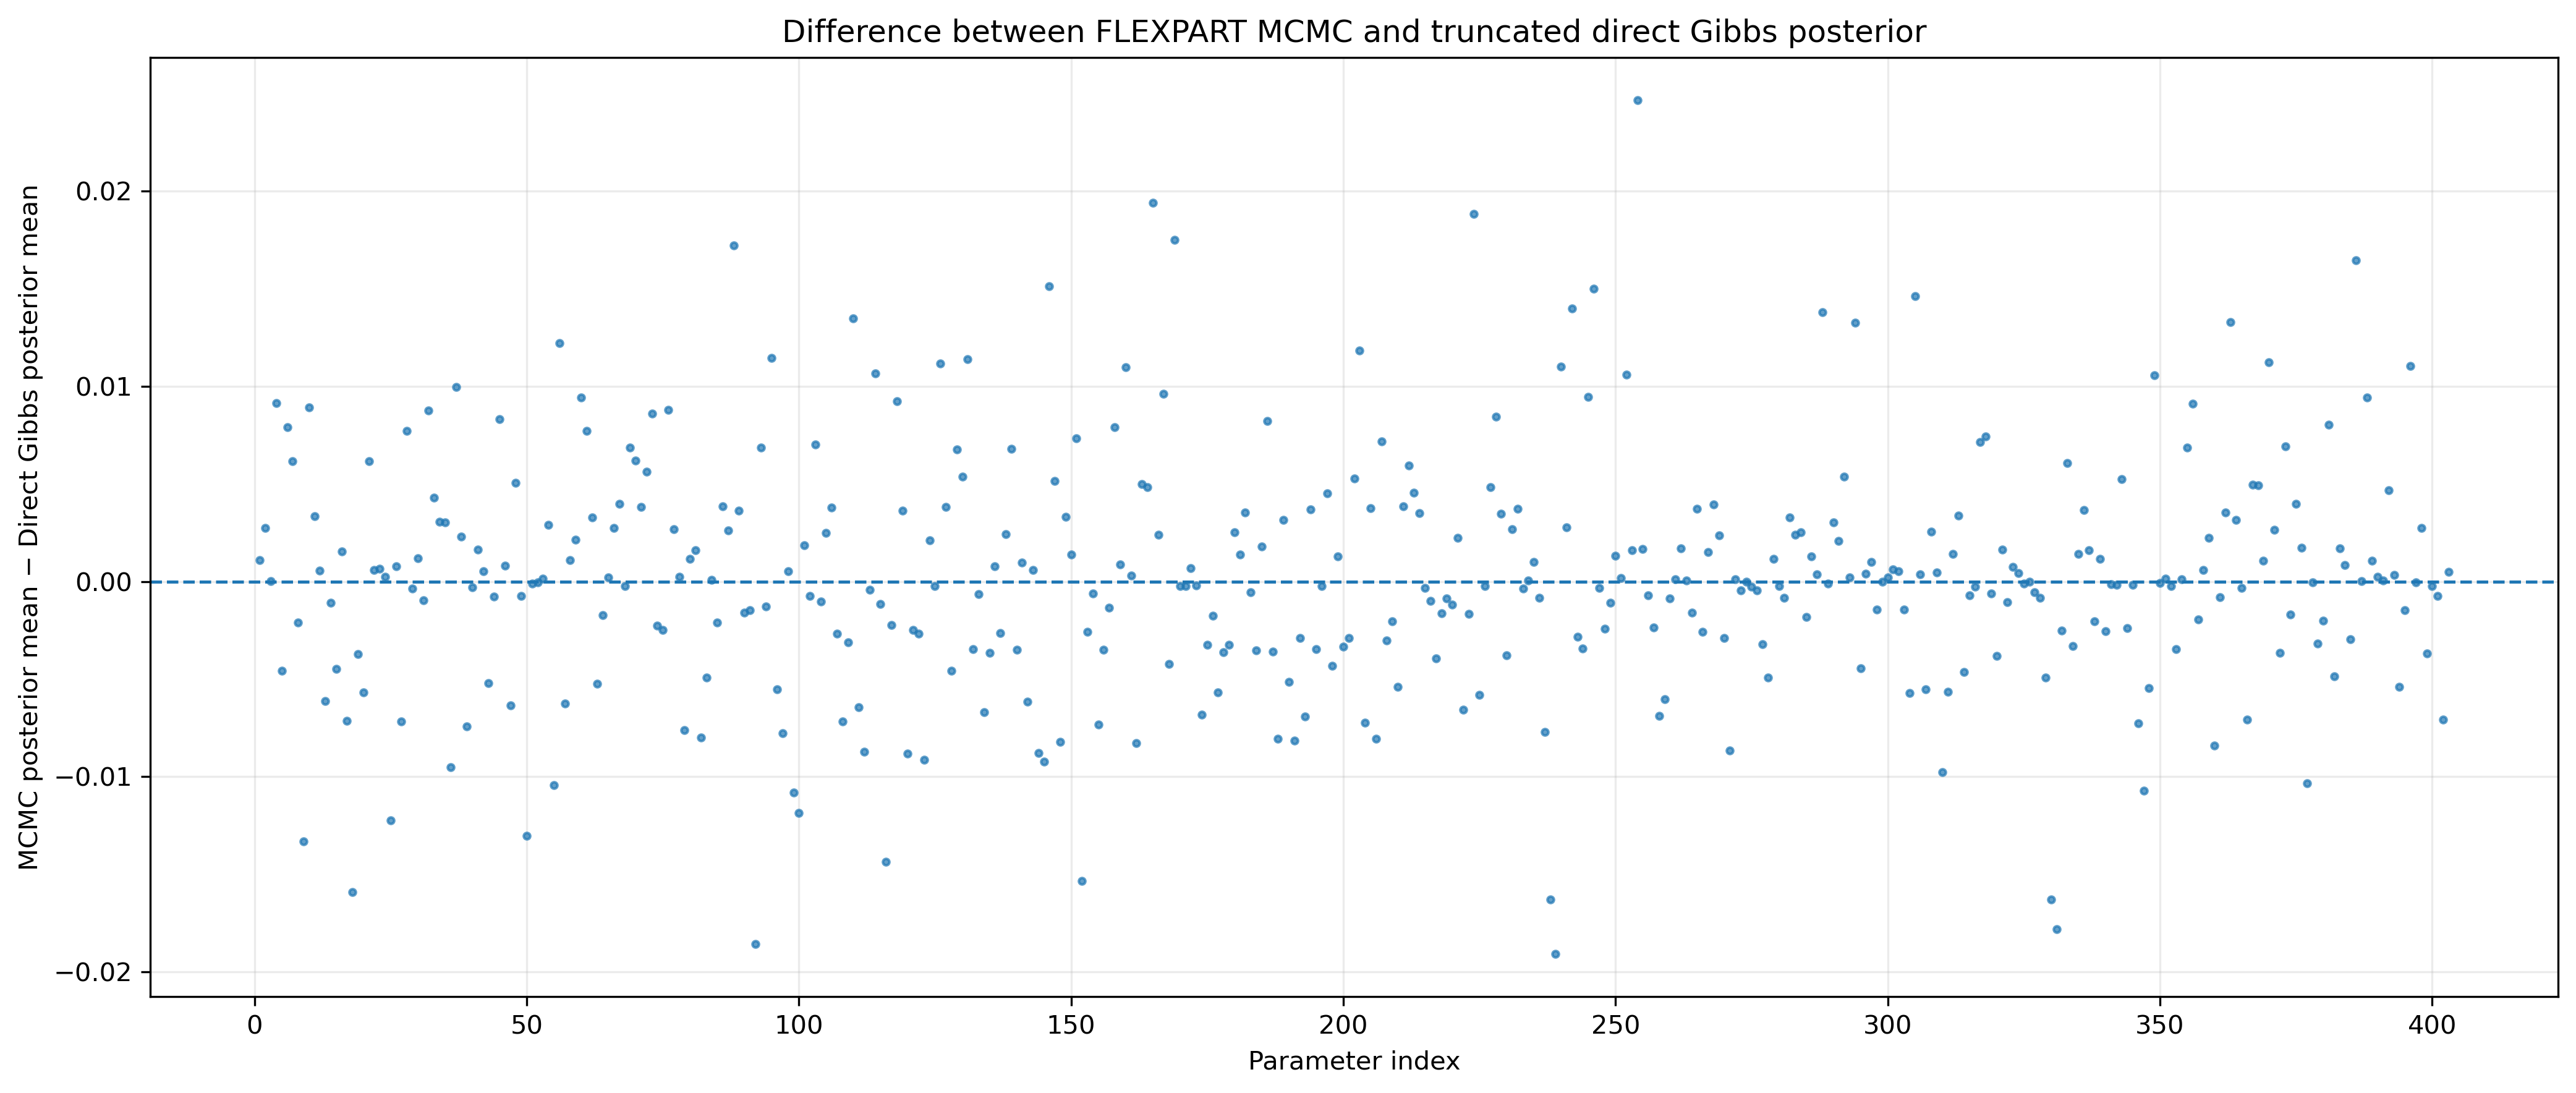 Difference between FLEXPART MCMC and truncated direct Gibbs posterior
MCMC posterior mean − Direct Gibbs posterior mean
0.02
0.01
0.00
−0.01
−0.02
0 50 100 150 200 250 300 350 400
Parameter index